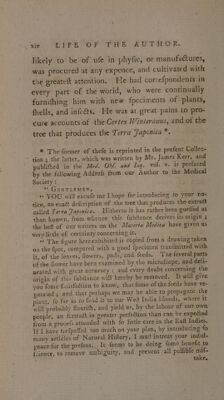 xiv LIFE OF THE AUTHOR.
likely to be of use in physic, or manufactures,
was procured at any expence, and cultivated with
the greatest attention. He had correspondents in
every part of the world, who were continually
furnishing him with new specimens of plants,
shells, and insects. He was at great pains to pro-
cure accounts of the Cortex Winteranus, and of the
tree that produces the Terra Japonica *.
* The former of these is reprinted in the present Collec-
tion; the latter, which was written by Mr. James Kerr, and
published in the Med. Obs. and Inq. vol. v. is prefaced
by the following Address from our Author to the Medical
Society:
" GENTLEMEN,
" YOU will excuse me I hope for introducing to your no-
tice, an exact description of the tree that produces the extract
called Terra Japonica. Hitherto it has rather been guessed at
than known, from whence this substance derives its origin;
the best of our writers on the Materia Medica have given us
very little of certainty concerning it.
" The figure here exhibited is copied from a drawing taken
on the spot, compared with a good specimen transmitted with
it, of the leaves, flowers, pods, and seeds. The several parts
of the flower have been examined by the microscope, and deli-
neated with great accuracy: and every doubt concerning the
origin of this substance will hereby be removed. It will give
you some satisfaction to know, that some of the seeds have ve-
getated; and that perhaps we may be able to propagate the
plant, so far as to send it to our West India Islands, where it
will probably flourish, and yield us, by the labour of our own
people, an extract in greater perfection than can be expected
from a process attended with so little care in the East Indies.
If I have trespassed too much on your plan, by introducing so
many articles of Natural History, I must intreat your indul-
gence for the present. It seems to be doing some benefit to
Science, to remove ambiguity, and prevent all possible mis-
take.